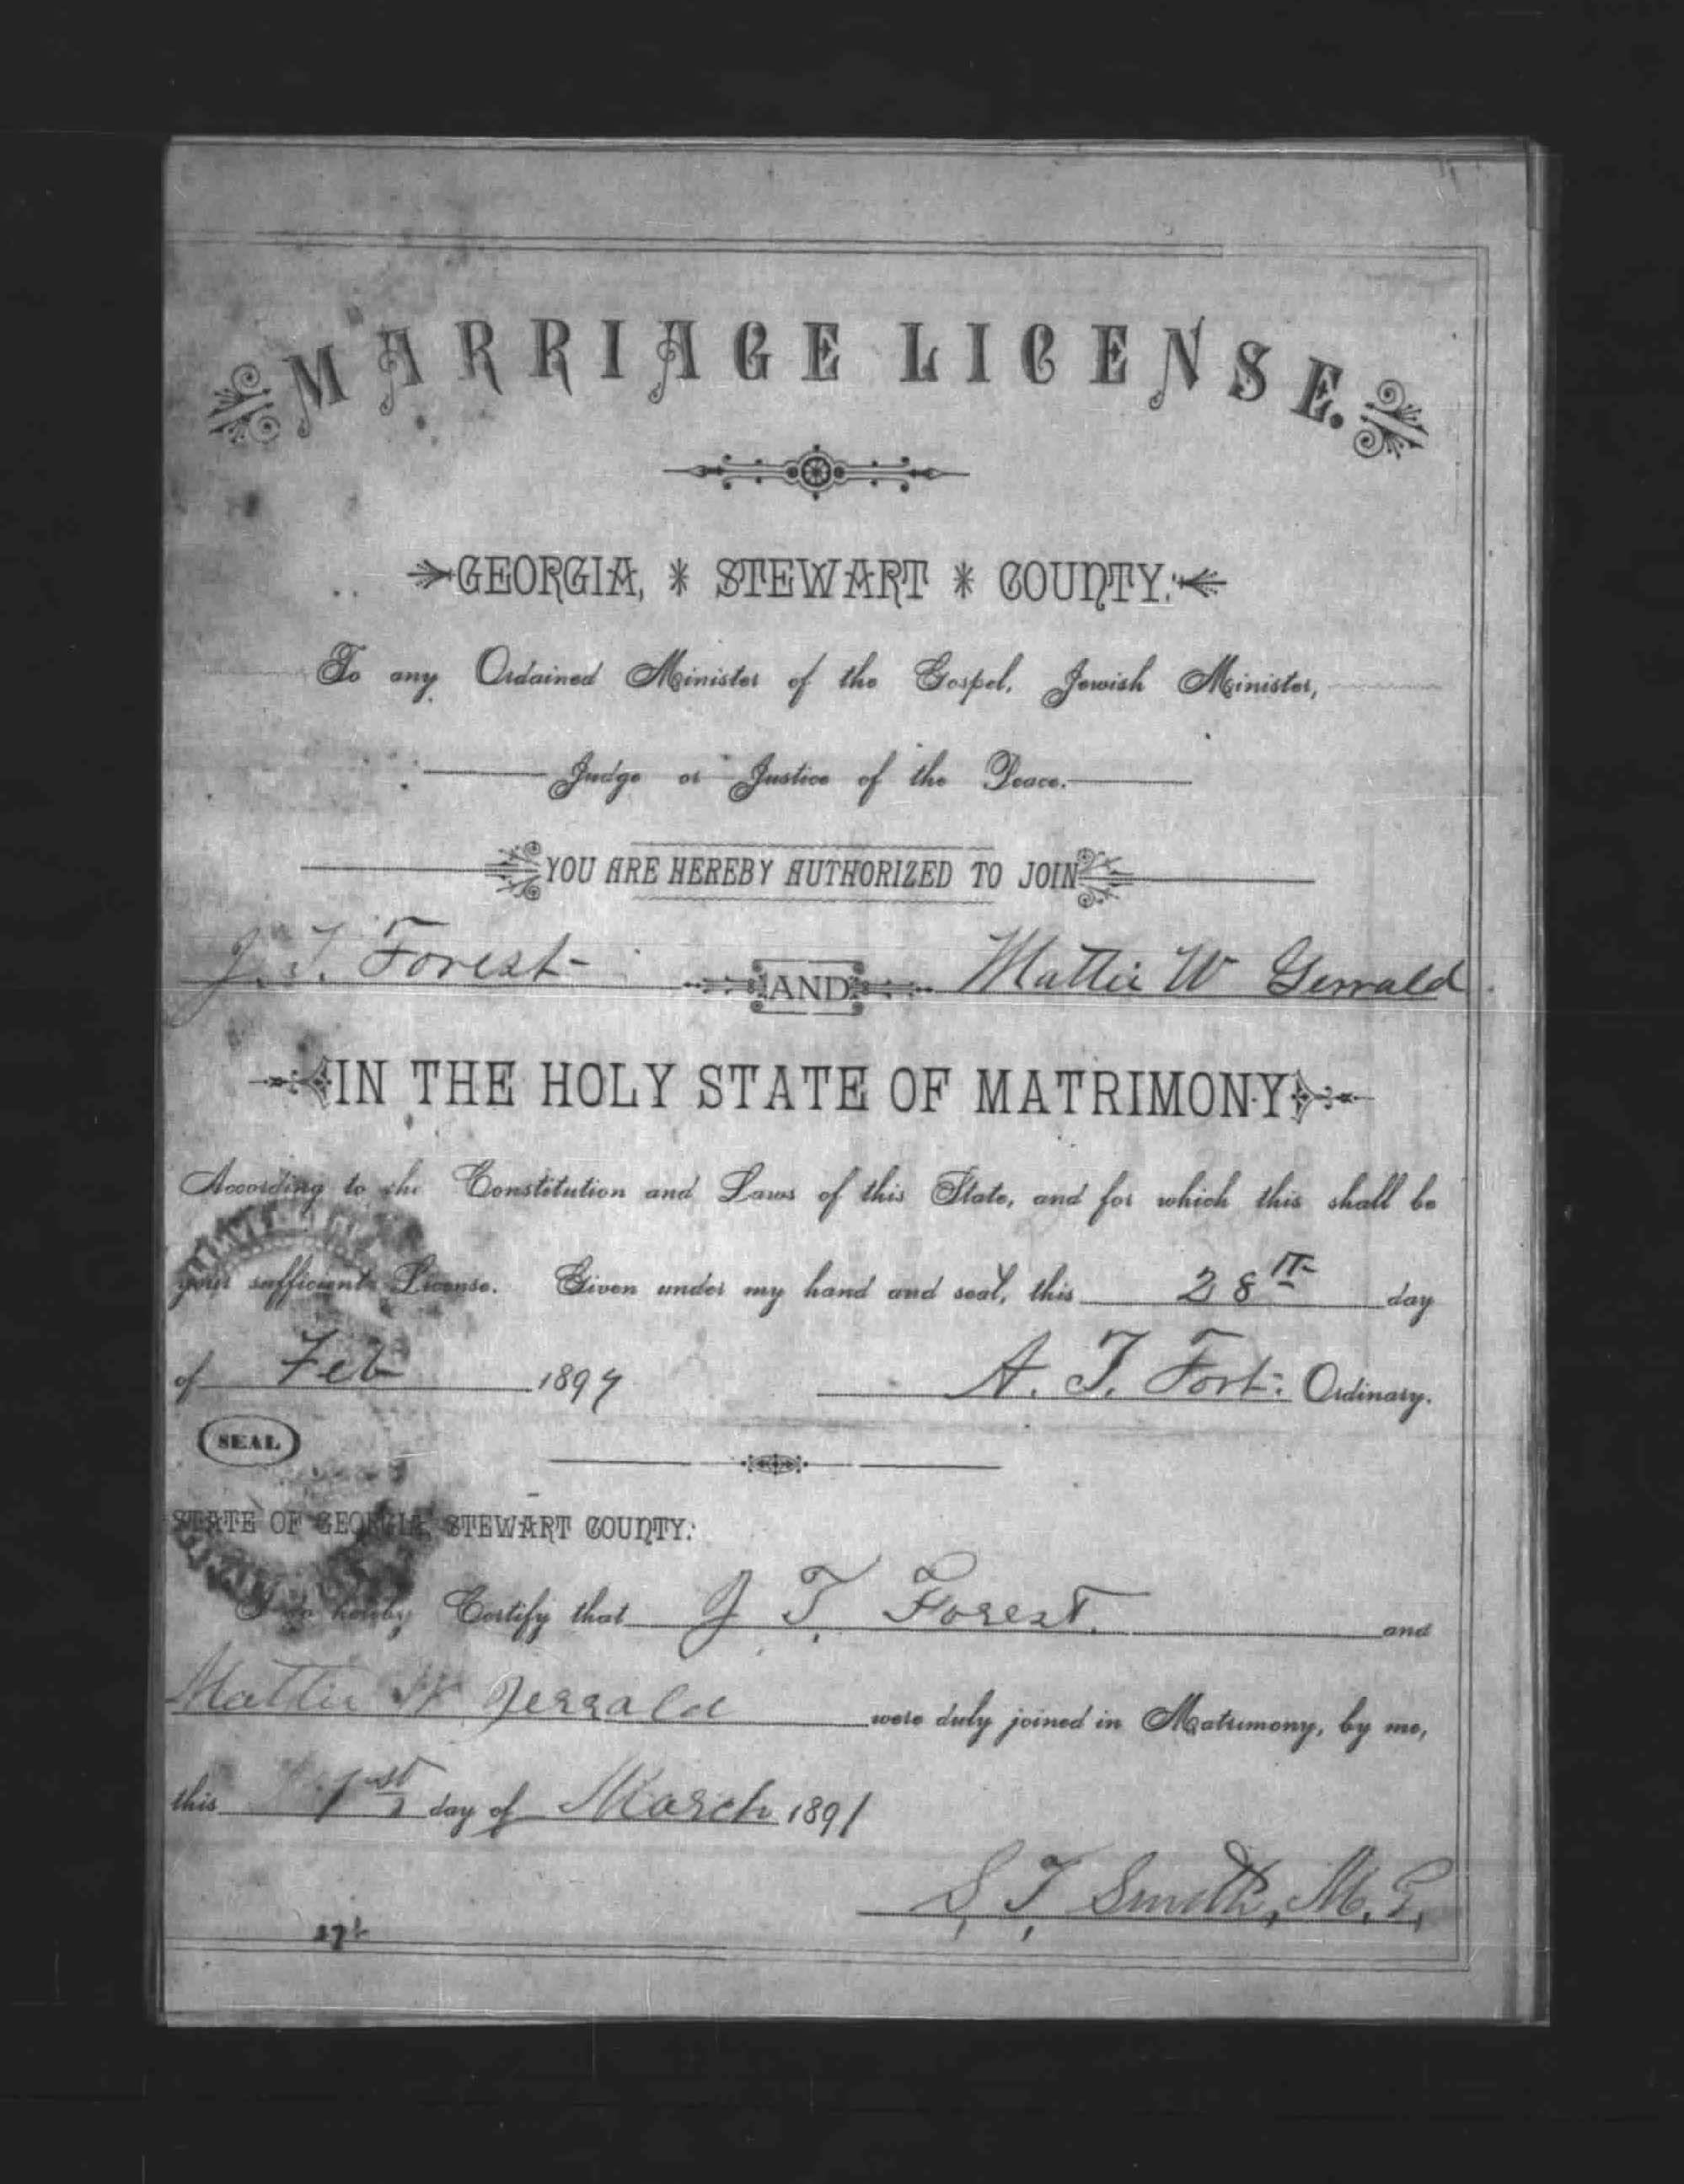 MARRIAGE LICENSE.
GEORGIA, * STEWART * COUNTY:
To any Ordained Minister of the Gospel, Jewish Minister,
Judge or Justice of the Peace.
YOU ARE HEREBY AUTHORIZED TO JOIN
J. T. Forest AND Mattie W Gerrald
IN THE HOLY STATE OF MATRIMONY
According to the Constitution and Laws of this State, and for which this shall be
your sufficient License. Given under my hand and seal, this 28th day
of Feb 189 A. T. Fort: Ordinary.
SEAL
STATE OF GEORGIA, STEWART COUNTY:
I do hereby Certify that J T, Forest. and
Mattie W Jerrald were duly joined in Matrimony, by me,
this 1st day of March 1891
S, T, Smith, M. G.